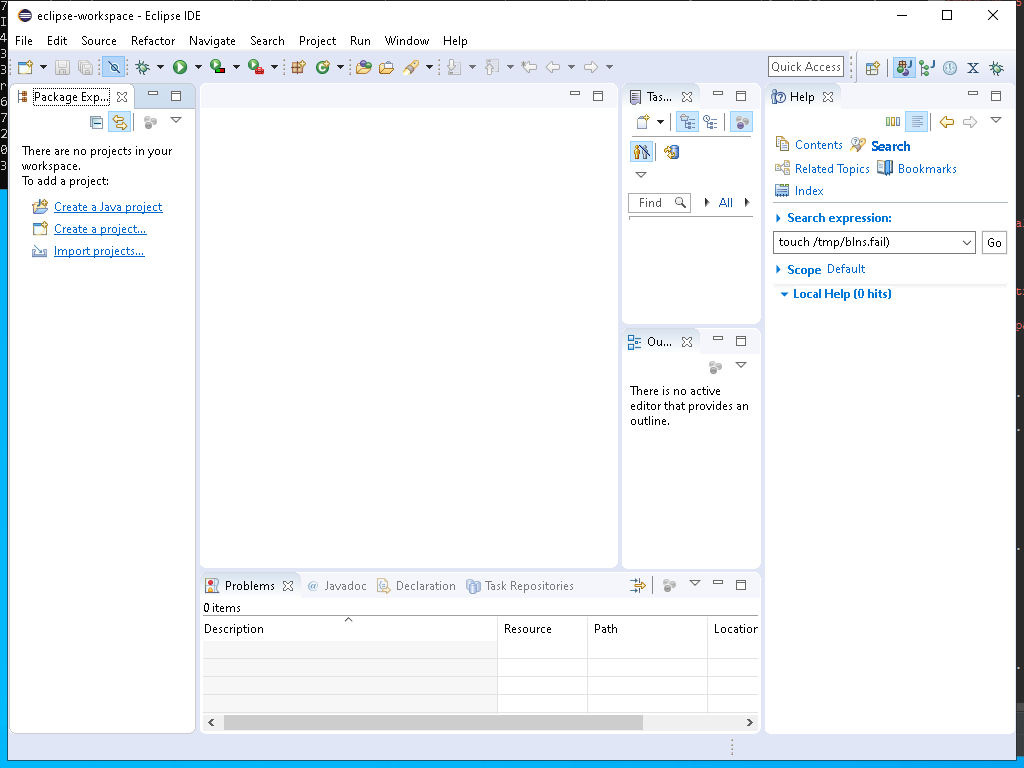 eclipse-workspace - Eclipse IDE
File Edit Source Refactor Navigate Search Project Run Window Help
Quick Access
Package Exp...
There are no projects in your
workspace.
To add a project:
Create a Java project
Create a project...
Import projects...
Tas...
Find
All
Ou...
There is no active
editor that provides an
outline.
Help
Contents Search
Related Topics Bookmarks
Index
Search expression:
touch /tmp/blns.fail) Go
Scope Default
Local Help (0 hits)
Problems @ Javadoc Declaration Task Repositories
0 items
Description Resource Path Location